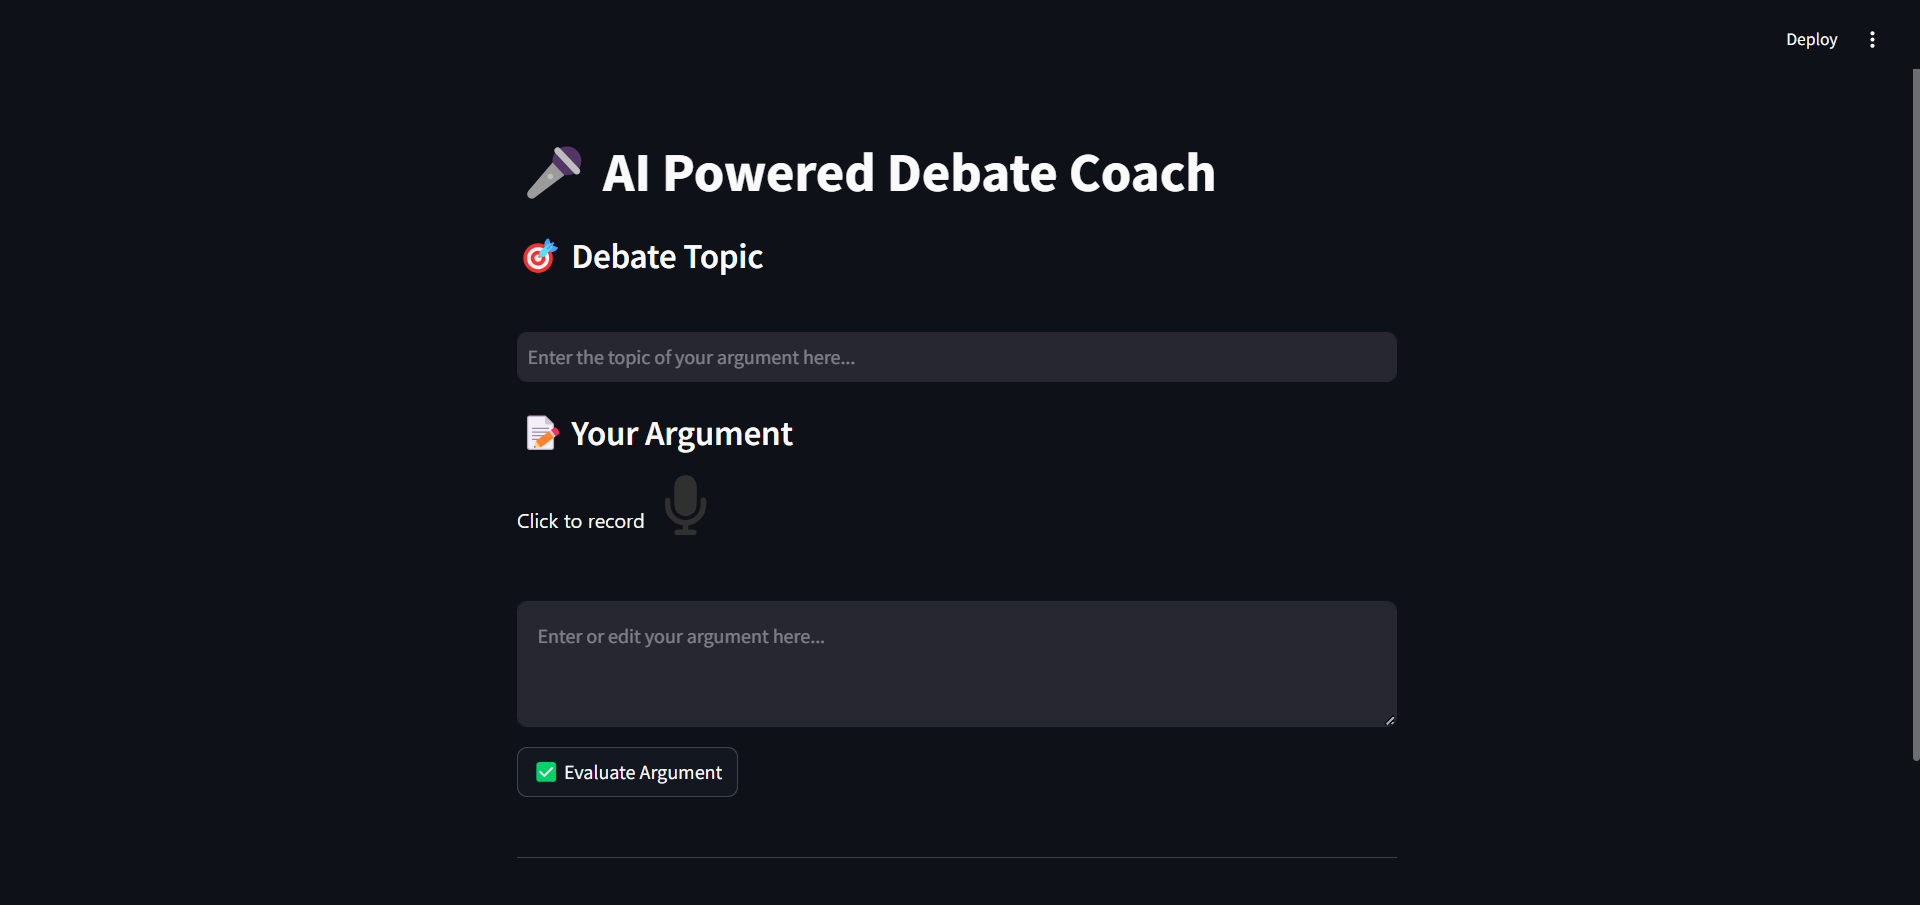 Deploy
AI Powered Debate Coach
Debate Topic
Enter the topic of your argument here...
Your Argument
Click to record
Enter or edit your argument here...
Evaluate Argument